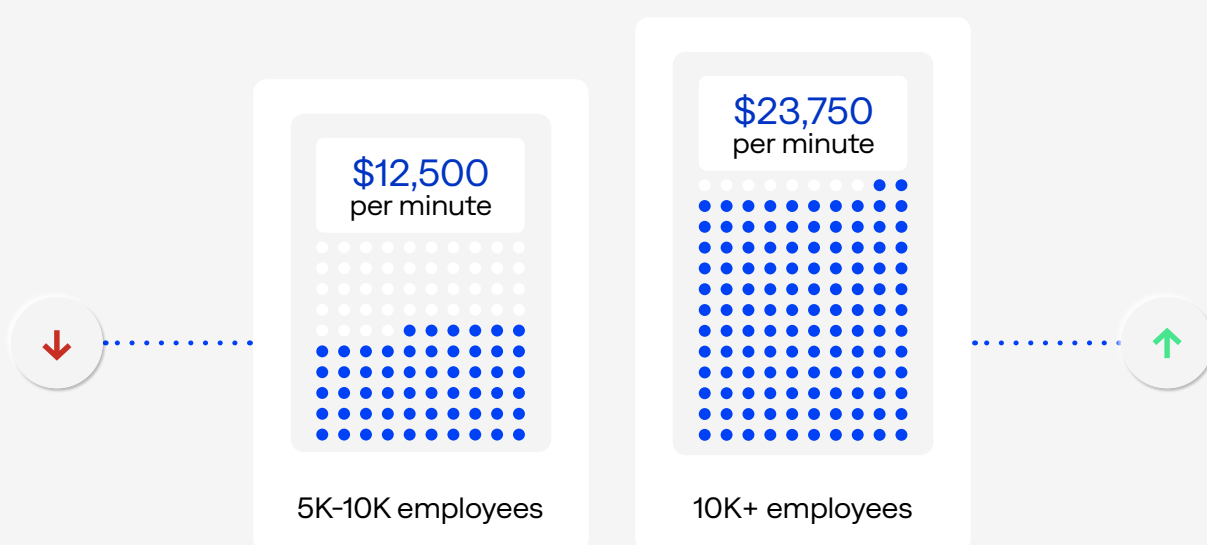 $12,500
per minute
5K-10K employees
$23,750
per minute
10K+ employees